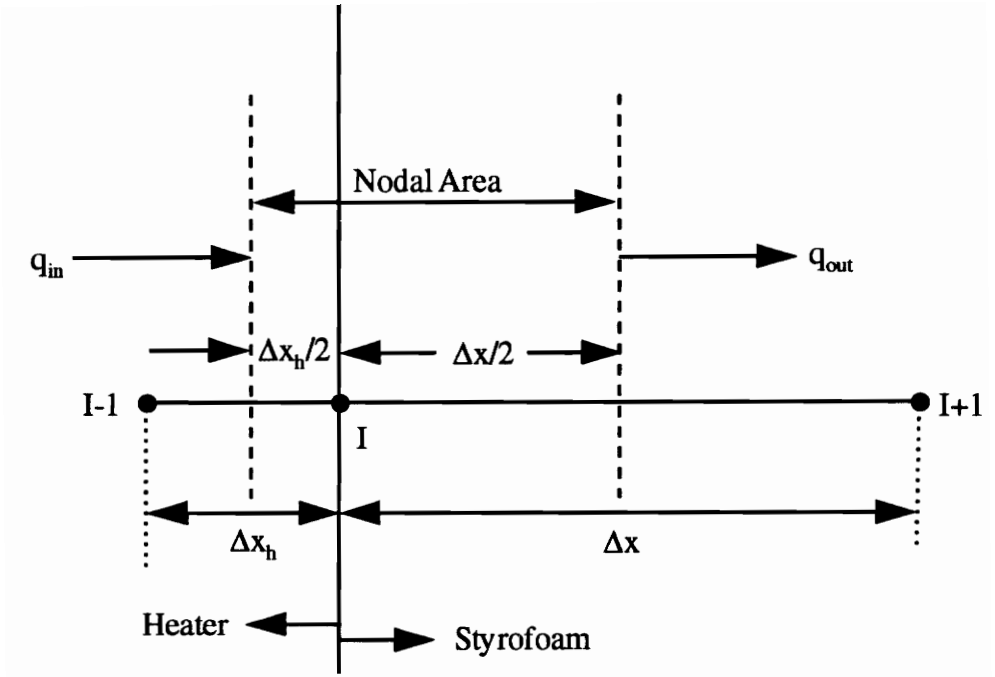 Nodal Area
q_in
q_out
Δx_h/2
Δx/2
I-1
I+1
I
Δx_h
Δx
Heater
Styrofoam